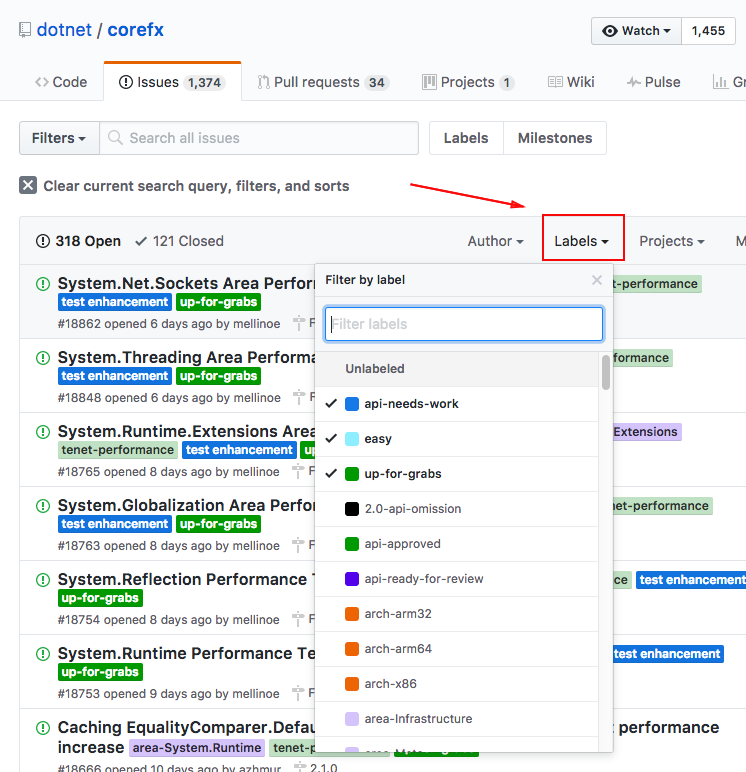 dotnet / corefx
Watch 1,455
Code Issues 1,374 Pull requests 34 Projects 1 Wiki Pulse
Filters Search all issues Labels Milestones
Clear current search query, filters, and sorts
318 Open 121 Closed Author Labels Projects
Filter by label
Filter labels
Unlabeled
api-needs-work
easy
up-for-grabs
2.0-api-omission
api-approved
api-ready-for-review
arch-arm32
arch-arm64
arch-x86
area-Infrastructure
System.Net.Sockets Area Perfor t-performance
test enhancement up-for-grabs
#18862 opened 6 days ago by mellinoe F
System.Threading Area Performa formance
test enhancement up-for-grabs
#18848 opened 6 days ago by mellinoe F
System.Runtime.Extensions Area Extensions
tenet-performance test enhancement up
#18765 opened 8 days ago by mellinoe F
System.Globalization Area Perfo net-performance
test enhancement up-for-grabs
#18763 opened 8 days ago by mellinoe F
System.Reflection Performance T ce test enhancement
up-for-grabs
#18754 opened 8 days ago by mellinoe F
System.Runtime Performance Te test enhancement
up-for-grabs
#18753 opened 9 days ago by mellinoe F
Caching EqualityComparer.Defau t performance
increase area-System.Runtime tenet-p
#18666 opened 10 days ago by azhmur 2.1.0